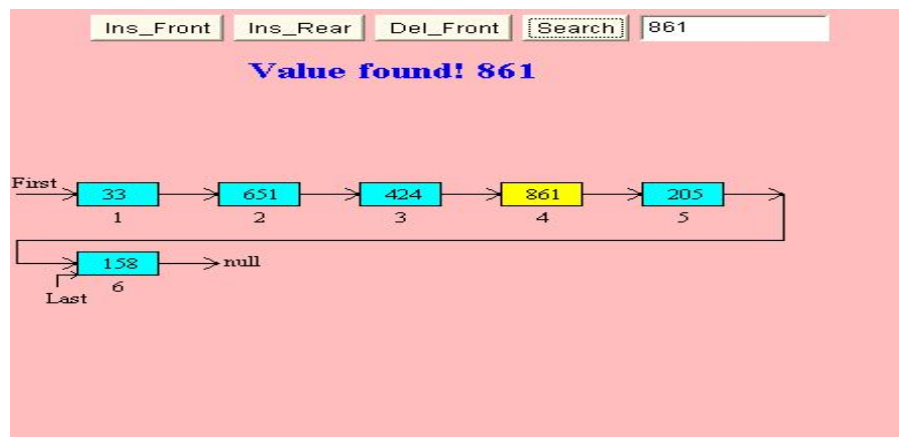 Ins_Front Ins_Rear Del_Front Search 861
Value found! 861
First 33 651 424 861 205
1 2 3 4 5
158 null
Last 6